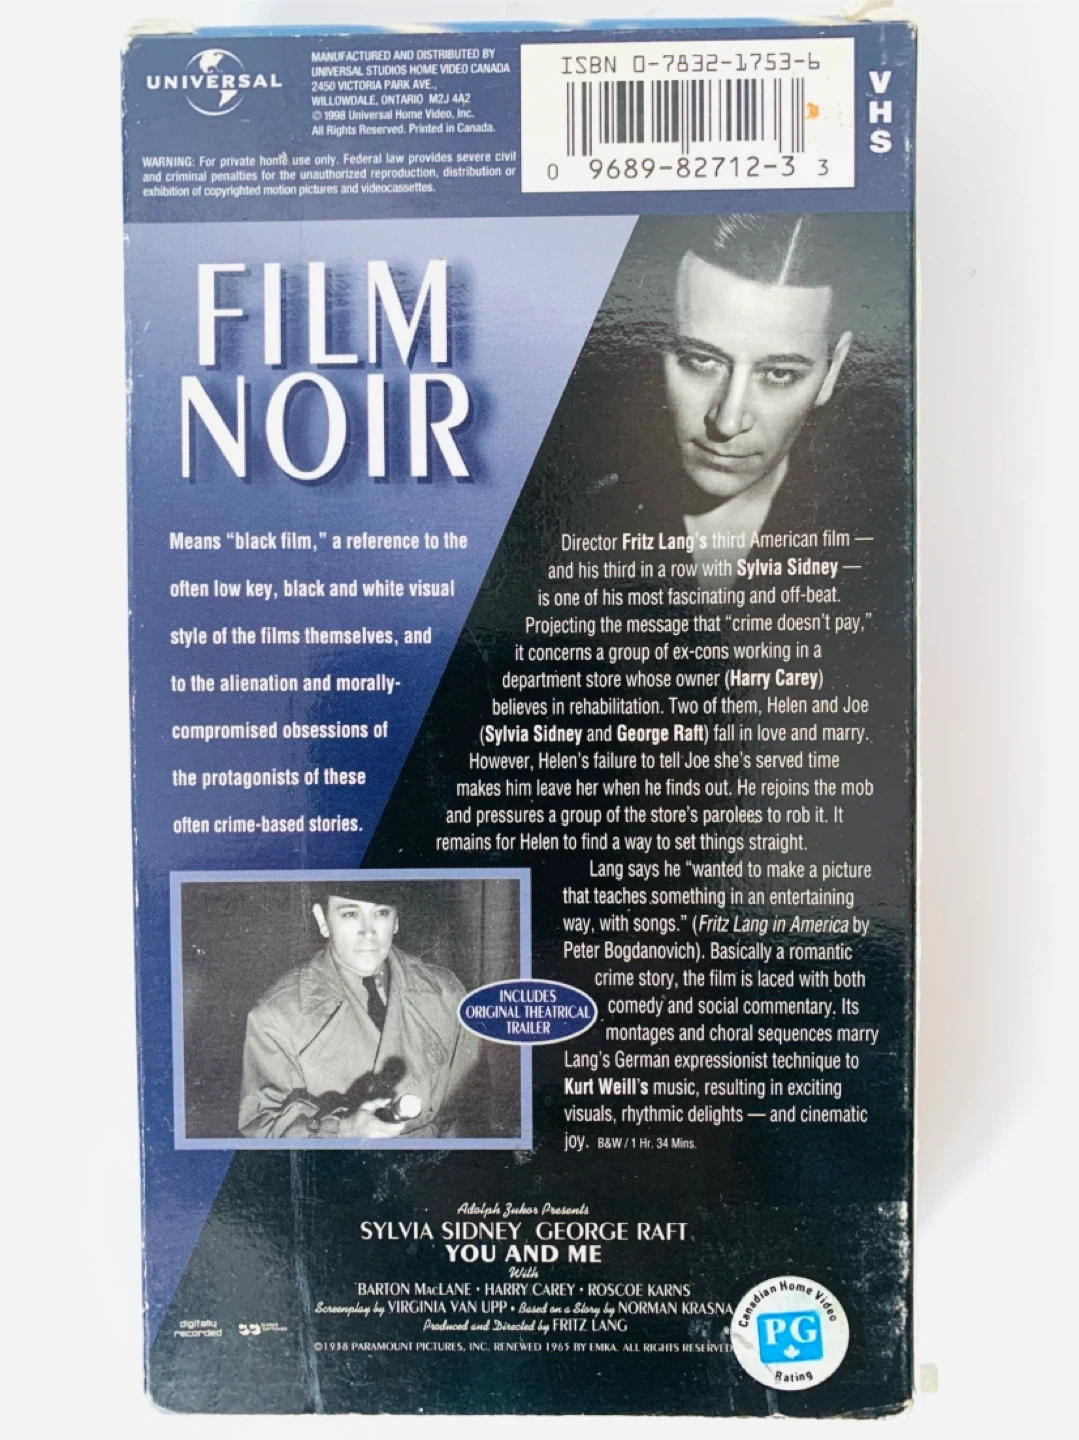 UNIVERSAL
MANUFACTURED AND DISTRIBUTED BY
UNIVERSAL STUDIOS HOME VIDEO CANADA
2450 VICTORIA PARK AVE.,
WILLOWDALE, ONTARIO M2J 4A2
© 1998 Universal Home Video, Inc.
All Rights Reserved. Printed in Canada.
WARNING: For private home use only. Federal law provides severe civil
and criminal penalties for the unauthorized reproduction, distribution or
exhibition of copyrighted motion pictures and videocassettes.
ISBN 0-7832-1753-6
0 9689-82712-3 3
VHS
FILM
NOIR
Means “black film,” a reference to the
often low key, black and white visual
style of the films themselves, and
to the alienation and morally-
compromised obsessions of
the protagonists of these
often crime-based stories.
Director Fritz Lang's third American film —
and his third in a row with Sylvia Sidney —
is one of his most fascinating and off-beat.
Projecting the message that “crime doesn't pay,”
it concerns a group of ex-cons working in a
department store whose owner (Harry Carey)
believes in rehabilitation. Two of them, Helen and Joe
(Sylvia Sidney and George Raft) fall in love and marry.
However, Helen's failure to tell Joe she's served time
makes him leave her when he finds out. He rejoins the mob
and pressures a group of the store's parolees to rob it. It
remains for Helen to find a way to set things straight.
Lang says he “wanted to make a picture
that teaches something in an entertaining
way, with songs.” (Fritz Lang in America by
Peter Bogdanovich). Basically a romantic
crime story, the film is laced with both
comedy and social commentary. Its
montages and choral sequences marry
Lang's German expressionist technique to
Kurt Weill's music, resulting in exciting
visuals, rhythmic delights — and cinematic
joy. B&W / 1 Hr. 34 Mins.
INCLUDES
ORIGINAL THEATRICAL
TRAILER
Adolph Zukor Presents
SYLVIA SIDNEY GEORGE RAFT
YOU AND ME
With
BARTON MacLANE · HARRY CAREY · ROSCOE KARNS
Screenplay by VIRGINIA VAN UPP · Based on a Story by NORMAN KRASNA
Produced and Directed by FRITZ LANG
©1938 PARAMOUNT PICTURES, INC. RENEWED 1965 BY EMKA. ALL RIGHTS RESERVED
digitally
recorded
Canadian Home Video
PG
Rating